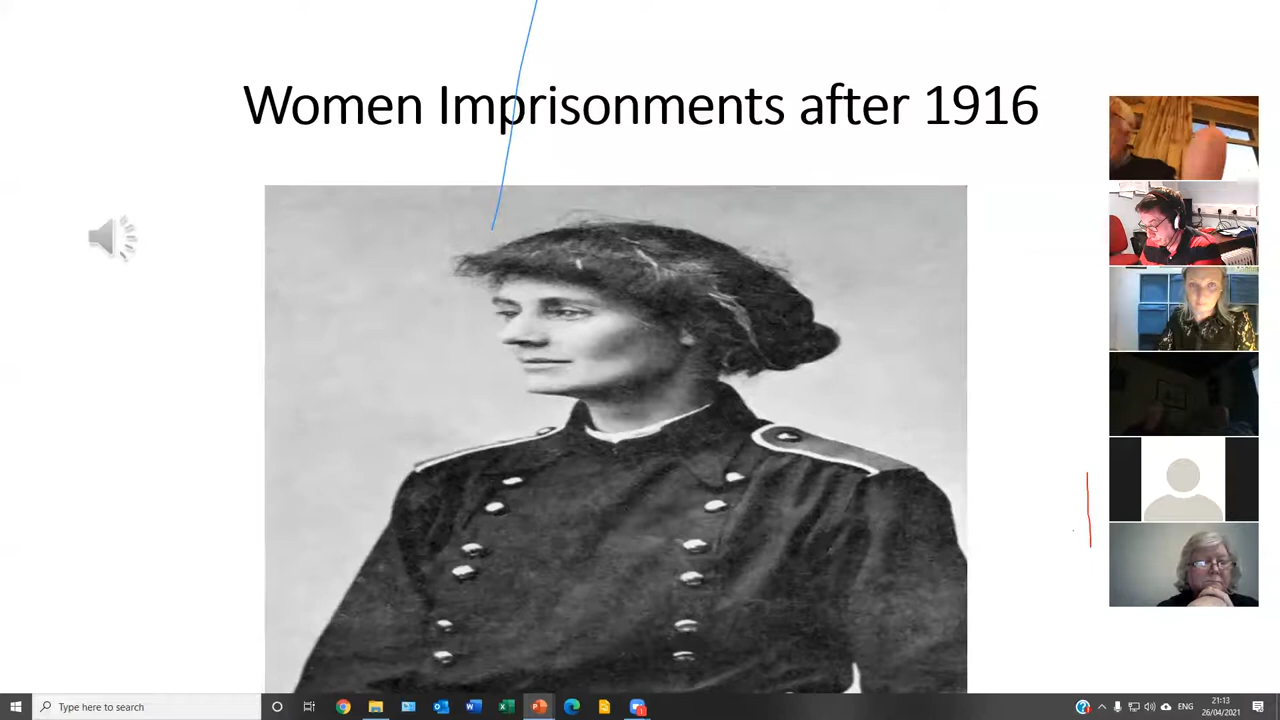 Women Imprisonments after 1916
Type here to search
ENG
21:13
26/04/2021